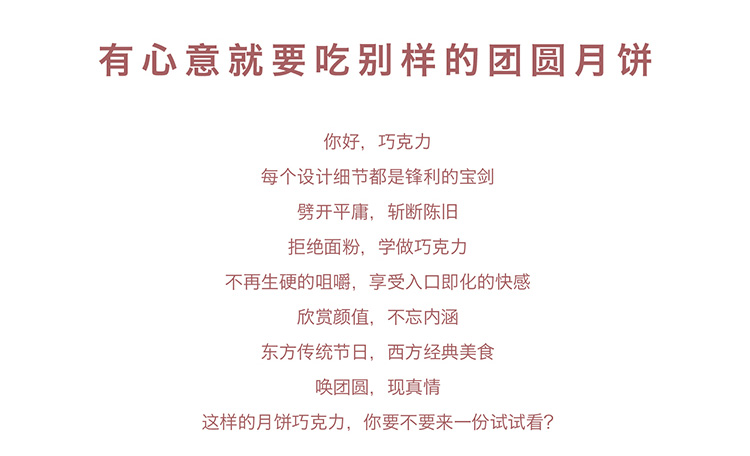 有心意就要吃别样的团圆月饼
你好，巧克力
每个设计细节都是锋利的宝剑
劈开平庸，斩断陈旧
拒绝面粉，学做巧克力
不再生硬的咀嚼，享受入口即化的快感
欣赏颜值，不忘内涵
东方传统节日，西方经典美食
唤团圆，现真情
这样的月饼巧克力，你要不要来一份试试看？